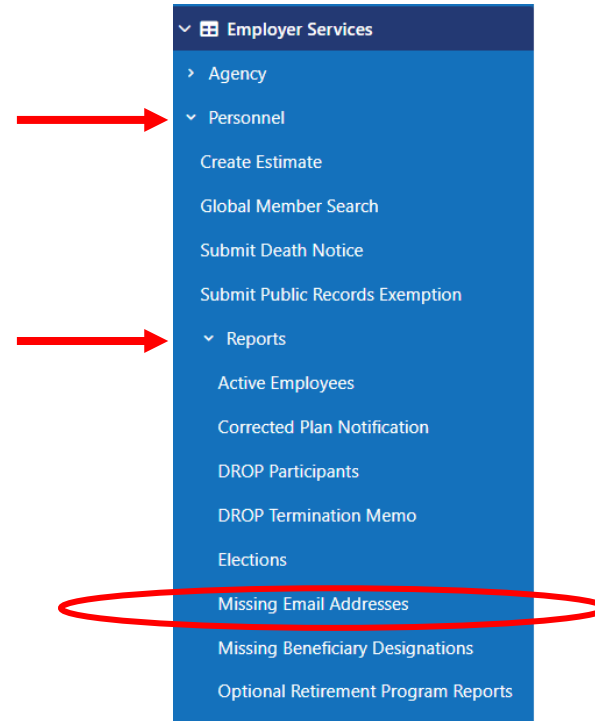 Employer Services
Agency
Personnel
Create Estimate
Global Member Search
Submit Death Notice
Submit Public Records Exemption
Reports
Active Employees
Corrected Plan Notification
DROP Participants
DROP Termination Memo
Elections
Missing Email Addresses
Missing Beneficiary Designations
Optional Retirement Program Reports